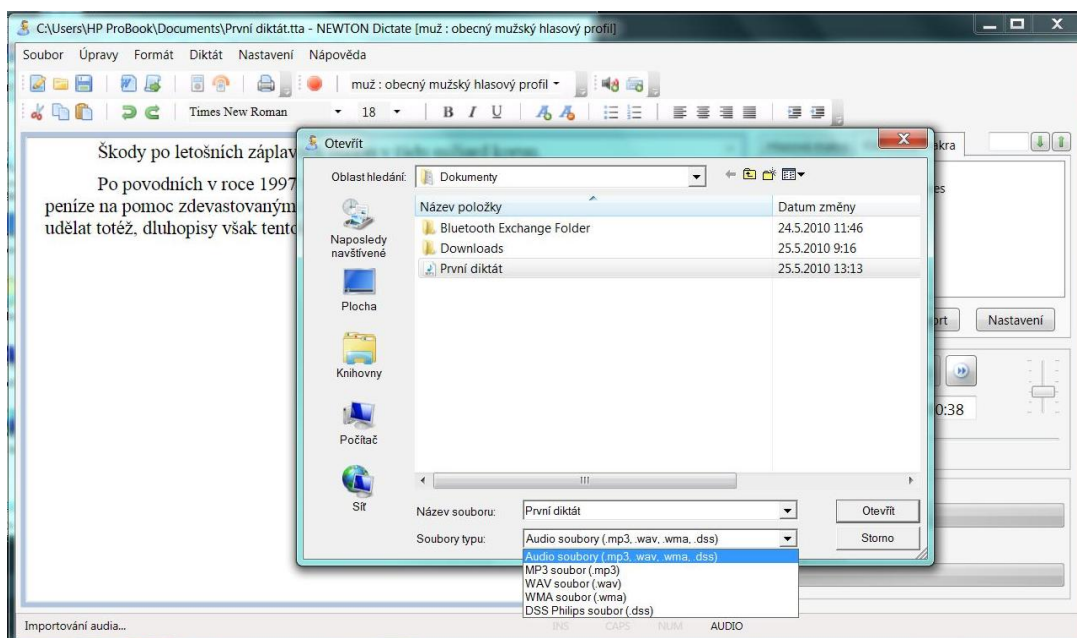 C:\Users\HP ProBook\Documents\První diktát.tta - NEWTON Dictate [muž : obecný mužský hlasový profil]
Soubor Úpravy Formát Diktát Nastavení Nápověda
muž : obecný mužský hlasový profil
Times New Roman 18 B I U
Škody po letošních
Po povodních v roce 1997
peníze na pomoc zdevastovaným
udělat totéž, dluhopisy však tento
Otevřít
Oblast hledání: Dokumenty
Název položky Datum změny
Bluetooth Exchange Folder 24.5.2010 11:46
Downloads 25.5.2010 9:16
První diktát 25.5.2010 13:13
Naposledy
navštívené
Plocha
Knihovny
Počítač
Síť
Nastavení
0:38
Název souboru: První diktát Otevřít
Soubory typu: Audio soubory (.mp3, .wav, .wma, .dss) Storno
Audio soubory (.mp3, .wav, .wma, .dss)
MP3 soubor (.mp3)
WAV soubor (.wav)
WMA soubor (.wma)
DSS Philips soubor (.dss)
Importování audia... INS CAPS NUM AUDIO